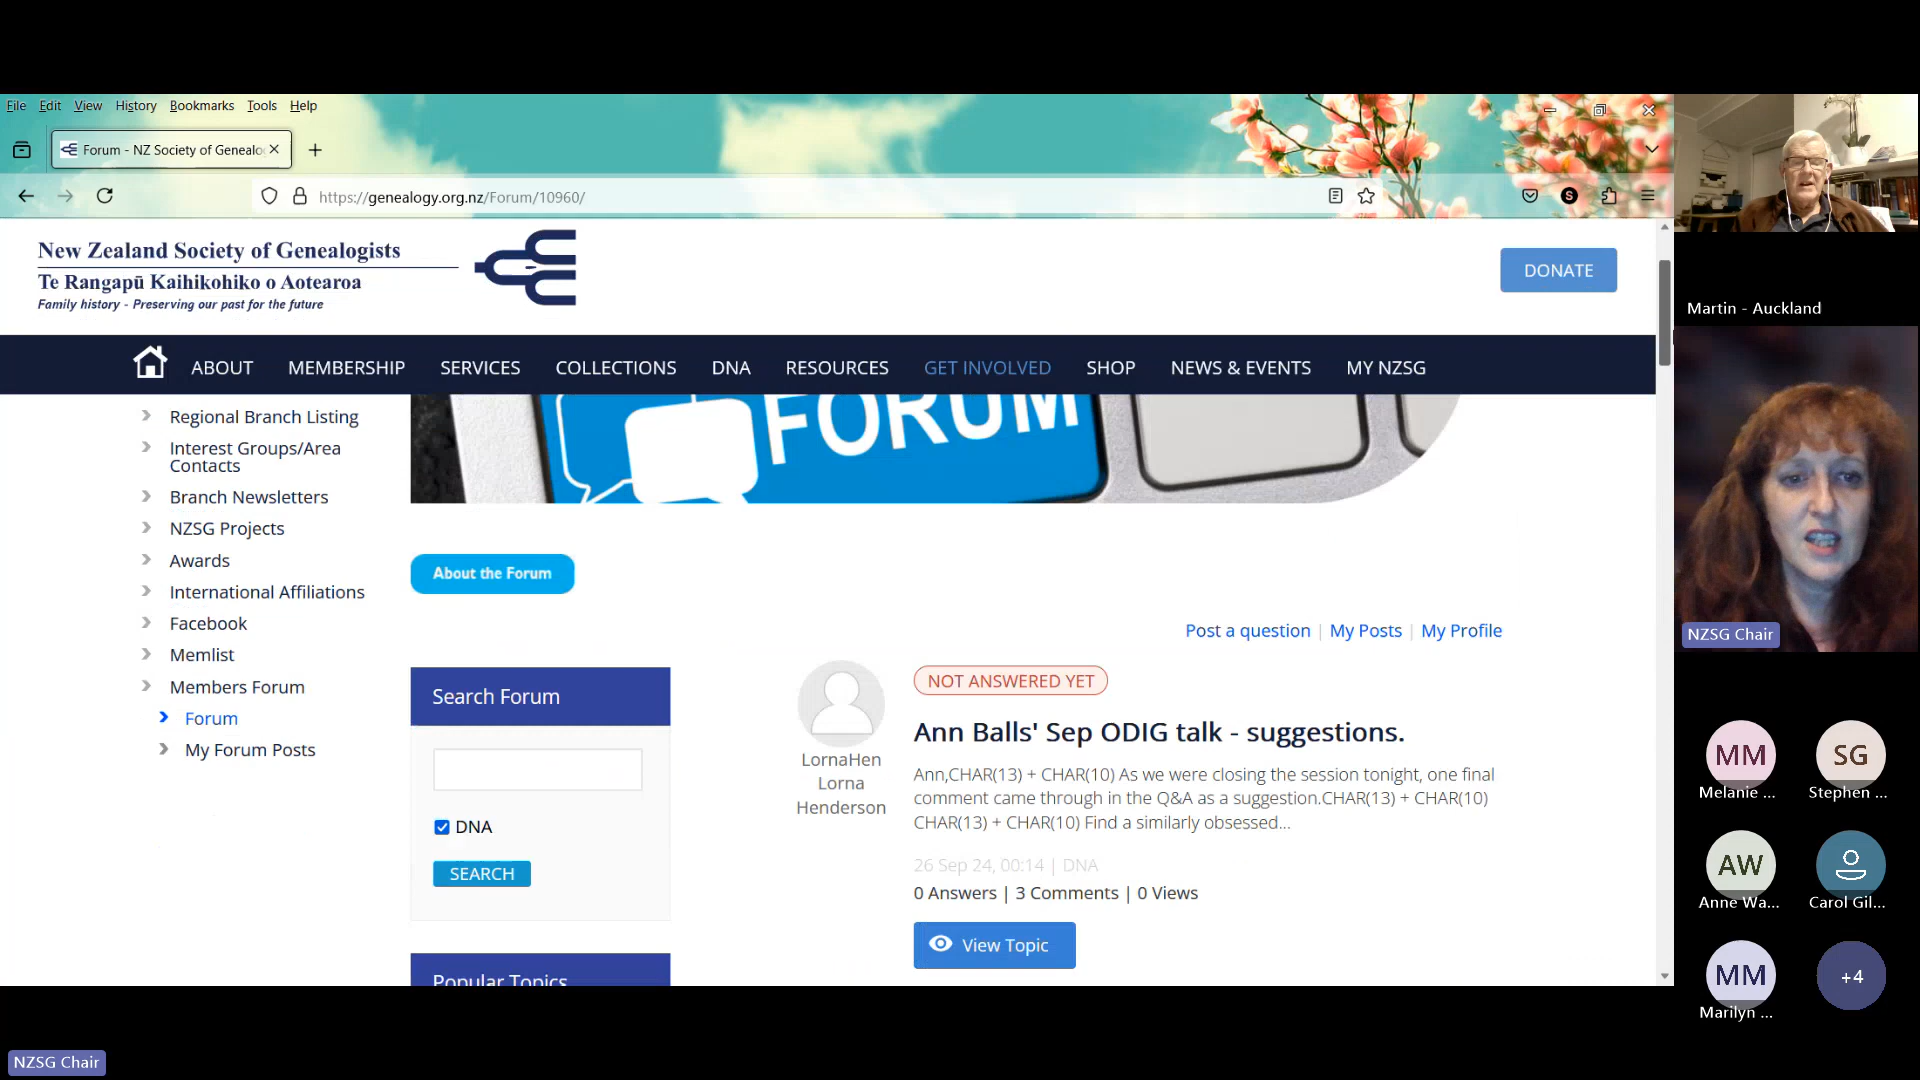 File Edit View History Bookmarks Tools Help
Forum - NZ Society of Genealo
https://genealogy.org.nz/Forum/10960/
New Zealand Society of Genealogists
Te Rangapū Kaihikohiko o Aotearoa
Family history - Preserving our past for the future
DONATE
ABOUT MEMBERSHIP SERVICES COLLECTIONS DNA RESOURCES GET INVOLVED SHOP NEWS & EVENTS MY NZSG
Regional Branch Listing
Interest Groups/Area
Contacts
Branch Newsletters
NZSG Projects
Awards
International Affiliations
Facebook
Memlist
Members Forum
Forum
My Forum Posts
FORUM
About the Forum
Post a question | My Posts | My Profile
Search Forum
DNA
SEARCH
Popular Topics
LornaHen
Lorna
Henderson
NOT ANSWERED YET
Ann Balls' Sep ODIG talk - suggestions.
Ann,CHAR(13) + CHAR(10) As we were closing the session tonight, one final
comment came through in the Q&A as a suggestion.CHAR(13) + CHAR(10)
CHAR(13) + CHAR(10) Find a similarly obsessed...
26 Sep 24, 00:14 | DNA
0 Answers | 3 Comments | 0 Views
View Topic
Martin - Auckland
NZSG Chair
MM
Melanie ...
SG
Stephen ...
AW
Anne Wa...
Carol Gil...
MM
Marilyn ...
+4
NZSG Chair
S